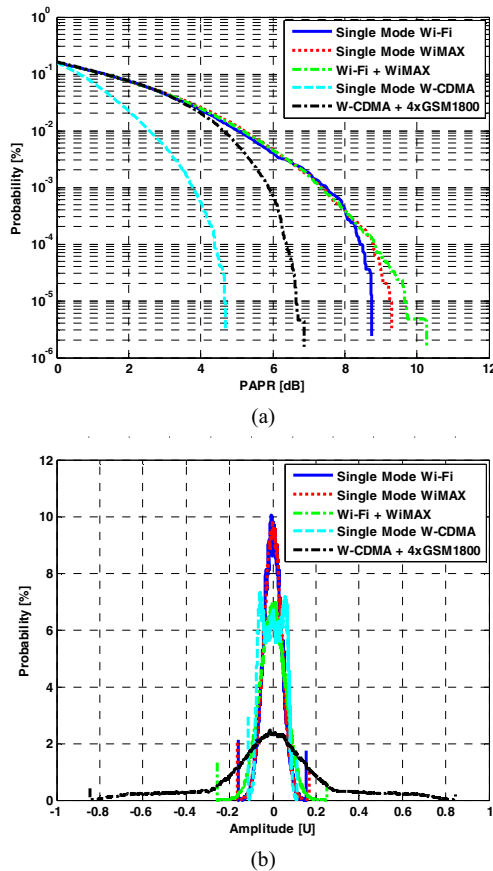 10^0
10^-1
10^-2
10^-3
10^-4
10^-5
10^-6
Probability [%]
Single Mode Wi-Fi
Single Mode WiMAX
Wi-Fi + WiMAX
Single Mode W-CDMA
W-CDMA + 4xGSM1800
0 2 4 6 8 10 12
PAPR [dB]
(a)
12
10
8
6
4
2
0
Probability [%]
Single Mode Wi-Fi
Single Mode WiMAX
Wi-Fi + WiMAX
Single Mode W-CDMA
W-CDMA + 4xGSM1800
-1 -0.8 -0.6 -0.4 -0.2 0 0.2 0.4 0.6 0.8 1
Amplitude [U]
(b)